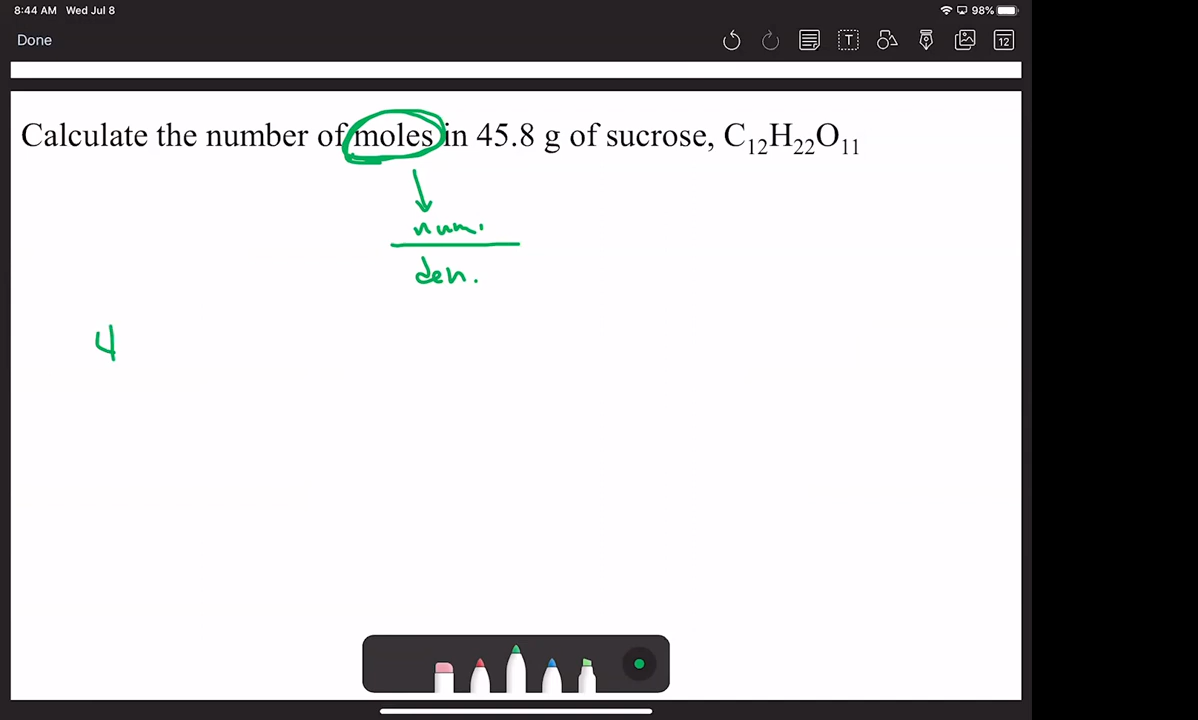 8:44 AM Wed Jul 8 98%
Done T 12
Calculate the number of moles in 45.8 g of sucrose, C₁₂H₂₂O₁₁
num.
den.
4